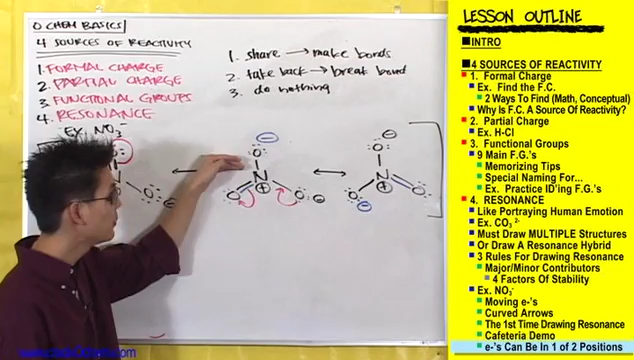 O CHEM BASICS
4 SOURCES OF REACTIVITY
1. FORMAL CHARGE
2. PARTIAL CHARGE
3. FUNCTIONAL GROUPS
4. RESONANCE
Ex. NO3-
1. share → make bonds
2. take back → break bond
3. do nothing
O
N
O
O
N
O
O
O
N
O
O
LESSON OUTLINE
INTRO
4 SOURCES OF REACTIVITY
1. Formal Charge
Ex. Find the F.C.
2 Ways To Find (Math, Conceptual)
Why Is F.C. A Source Of Reactivity?
2. Partial Charge
Ex. H-Cl
3. Functional Groups
9 Main F.G.'s
Memorizing Tips
Special Naming For...
Ex. Practice ID'ing F.G.'s
4. RESONANCE
Like Portraying Human Emotion
Ex. CO3 2-
Must Draw MULTIPLE Structures
Or Draw A Resonance Hybrid
3 Rules For Drawing Resonance
Major/Minor Contributors
4 Factors Of Stability
Ex. NO3-
Moving e-'s
Curved Arrows
The 1st Time Drawing Resonance
Cafeteria Demo
e-'s Can Be In 1 of 2 Positions